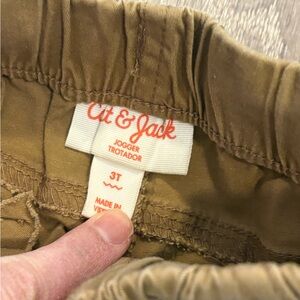 Cat & Jack
JOGGER
TROTADOR
3T
MADE IN